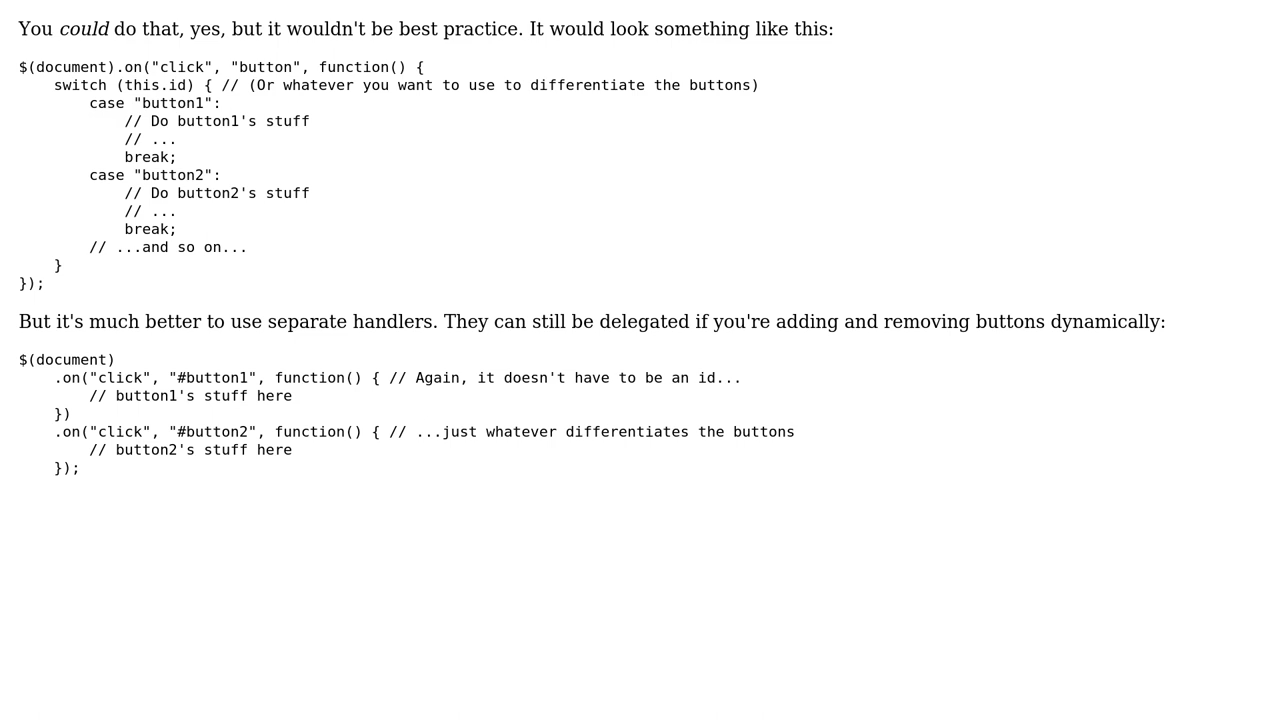 You could do that, yes, but it wouldn't be best practice. It would look something like this:
$(document).on("click", "button", function() {
    switch (this.id) { // (Or whatever you want to use to differentiate the buttons)
        case "button1":
            // Do button1's stuff
            // ...
            break;
        case "button2":
            // Do button2's stuff
            // ...
            break;
        // ...and so on...
    }
});
But it's much better to use separate handlers. They can still be delegated if you're adding and removing buttons dynamically:
$(document)
    .on("click", "#button1", function() { // Again, it doesn't have to be an id...
        // button1's stuff here
    })
    .on("click", "#button2", function() { // ...just whatever differentiates the buttons
        // button2's stuff here
    });